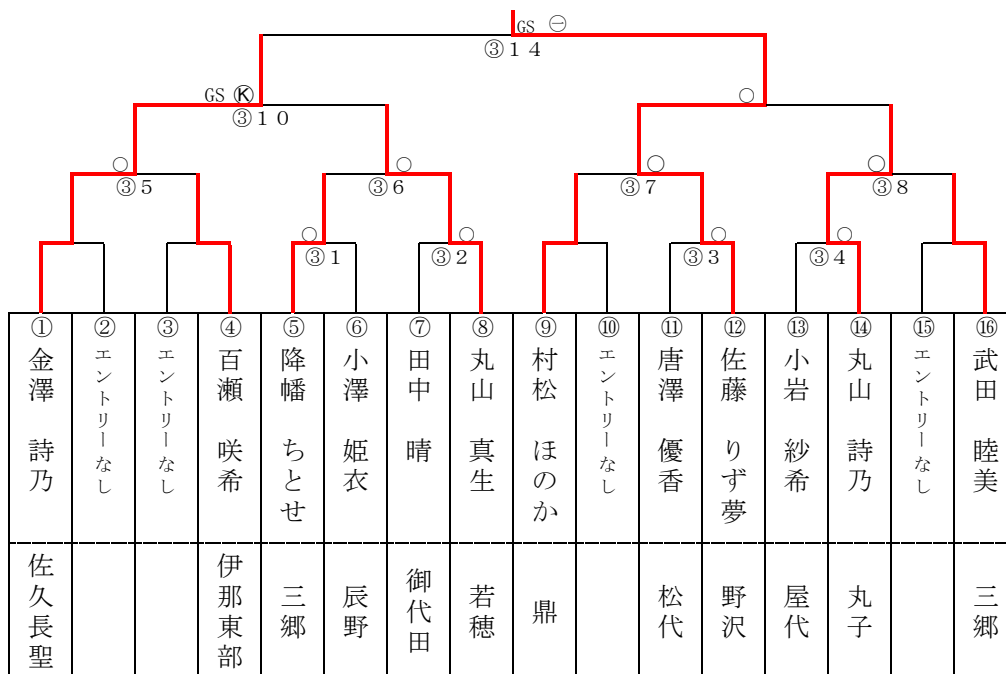 GS ㊀
③14
GS Ⓚ ○
③10
○ ○ ○ ○
③5 ③6 ③7 ③8
○ ○ ○ ○
③1 ③2 ③3 ③4
①
金澤 詩乃
佐久長聖
②
エントリーなし
③
エントリーなし
④
百瀬 咲希
伊那東部
⑤
降幡 ちとせ
三郷
⑥
小澤 姫衣
辰野
⑦
田中 晴
御代田
⑧
丸山 真生
若穂
⑨
村松 ほのか
鼎
⑩
エントリーなし
⑪
唐澤 優香
松代
⑫
佐藤 りず夢
野沢
⑬
小岩 紗希
屋代
⑭
丸山 詩乃
丸子
⑮
エントリーなし
⑯
武田 睦美
三郷